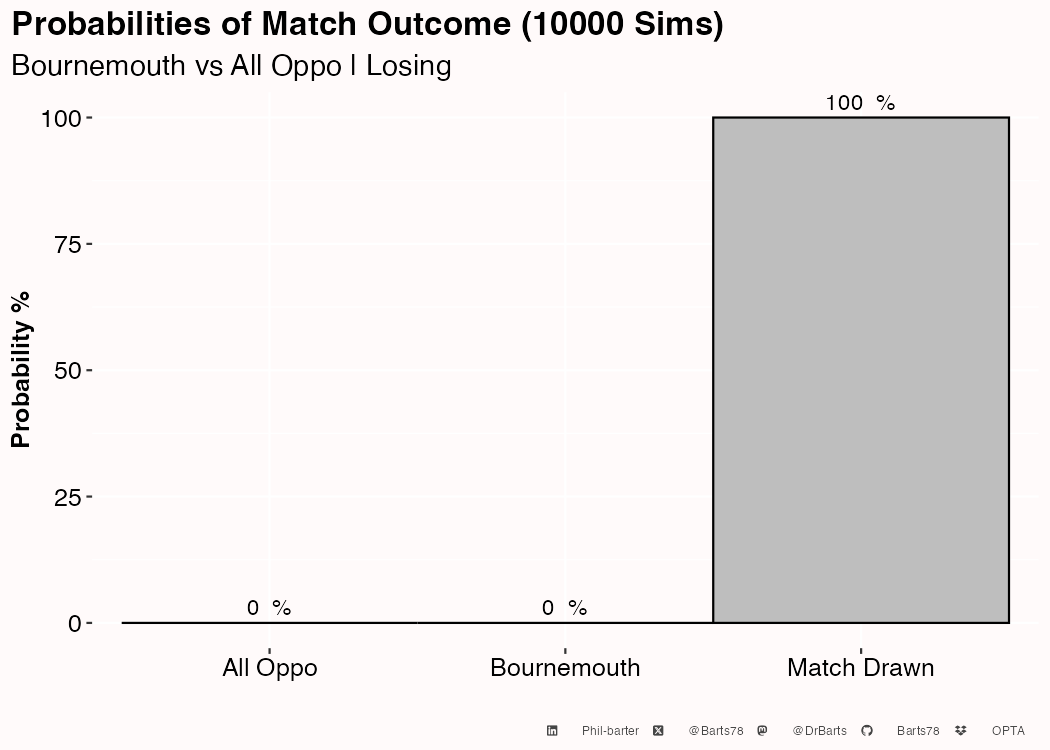 Probabilities of Match Outcome (10000 Sims)
Bournemouth vs All Oppo | Losing
100 %
100
75
50
25
0
Probability %
0 %
0 %
All Oppo
Bournemouth
Match Drawn
Phil-barter @Barts78 @DrBarts Barts78 OPTA